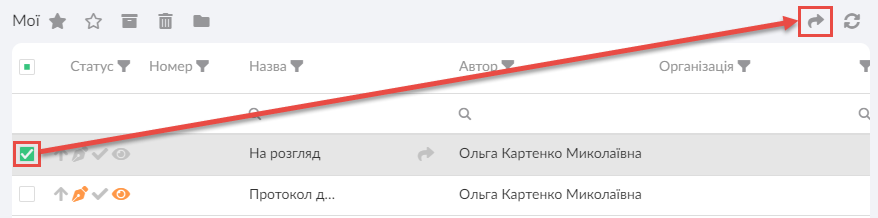 Мої
Статус Номер Назва Автор Організація
На розгляд Ольга Картенко Миколаївна
Протокол д... Ольга Картенко Миколаївна